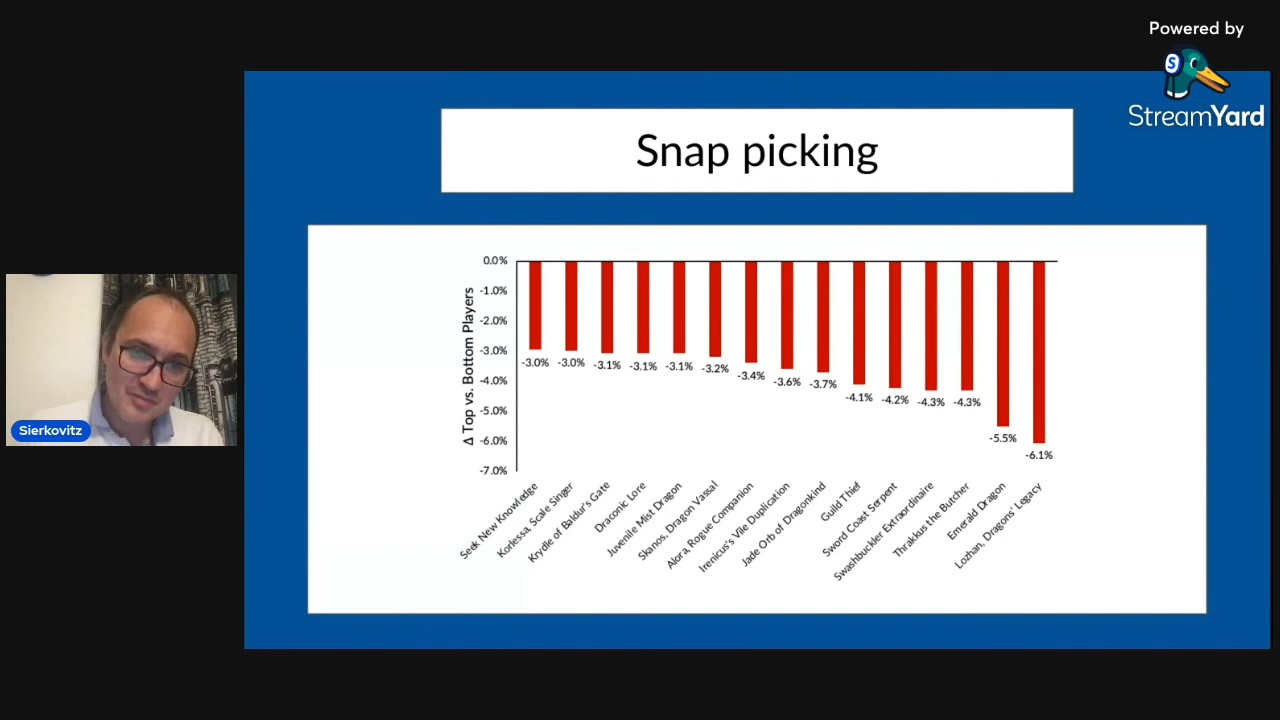 Powered by
S
StreamYard
Snap picking
Δ Top vs. Bottom Players
0.0%
-1.0%
-2.0%
-3.0%
-4.0%
-5.0%
-6.0%
-7.0%
-3.0%
-3.0%
-3.1%
-3.1%
-3.1%
-3.2%
-3.4%
-3.6%
-3.7%
-4.1%
-4.2%
-4.3%
-4.3%
-5.5%
-6.1%
Seek New Knowledge
Korlessa, Scale Singer
Krydle of Baldur's Gate
Draconic Lore
Juvenile Mist Dragon
Skanos, Dragon Vassal
Alora, Rogue Companion
Irenicus's Vile Duplication
Jade Orb of Dragonkind
Guild Thief
Sword Coast Serpent
Swashbuckler Extraordinaire
Thrakkus the Butcher
Emerald Dragon
Lozhan, Dragons' Legacy
Sierkovitz